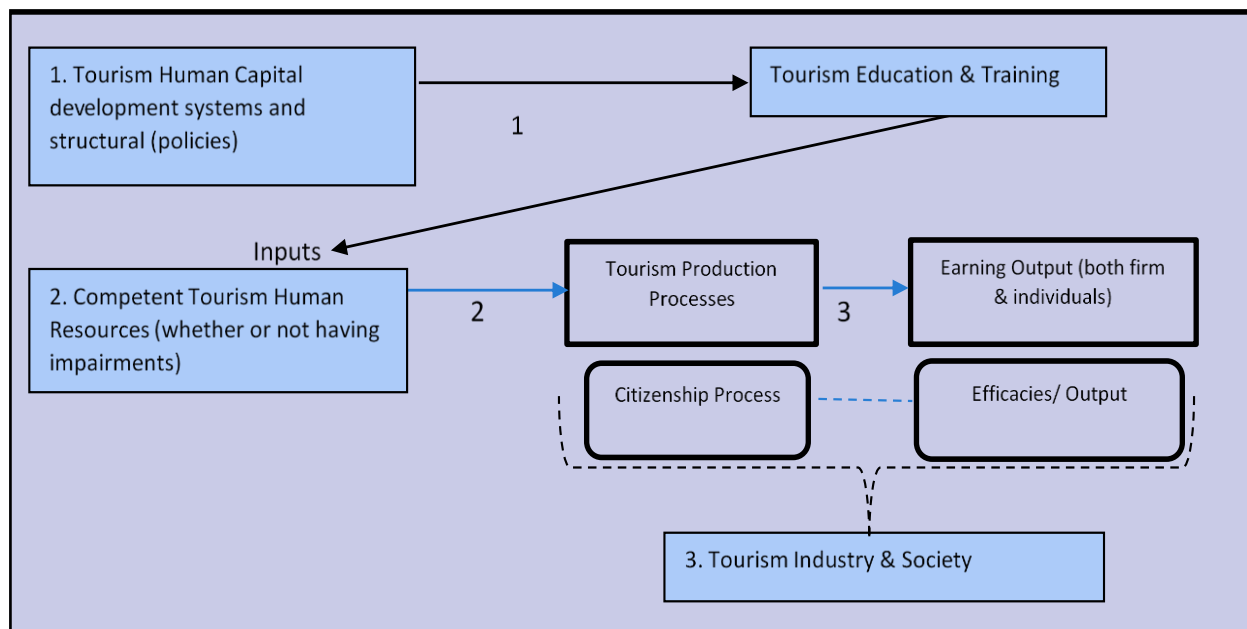 1. Tourism Human Capital
development systems and
structural (policies)
Tourism Education & Training
1
Inputs
2. Competent Tourism Human
Resources (whether or not having
impairments)
2
Tourism Production
Processes
3
Earning Output (both firm
& individuals)
Citizenship Process
Efficacies/ Output
3. Tourism Industry & Society